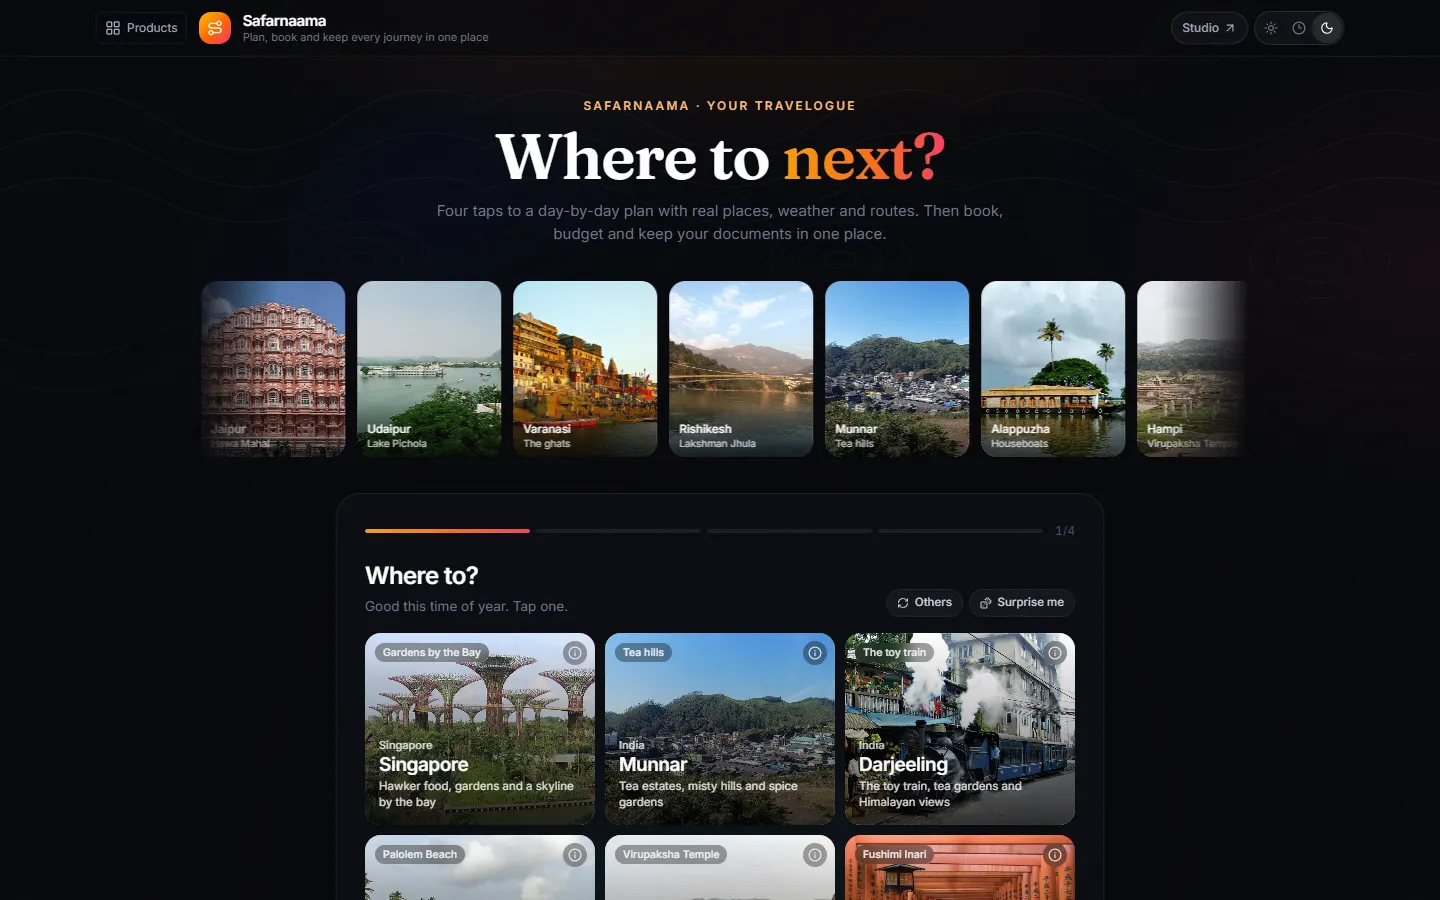 Products
Safarnaama
Plan, book and keep every journey in one place
Studio
SAFARNAAMA · YOUR TRAVELOGUE
Where to next?
Four taps to a day-by-day plan with real places, weather and routes. Then book,
budget and keep your documents in one place.
Jaipur
Hawa Mahal
Udaipur
Lake Pichola
Varanasi
The ghats
Rishikesh
Lakshman Jhula
Munnar
Tea hills
Alappuzha
Houseboats
Hampi
Virupaksha Temple
1/4
Where to?
Good this time of year. Tap one.
Others
Surprise me
Gardens by the Bay
Singapore
Singapore
Hawker food, gardens and a skyline
by the bay
Tea hills
India
Munnar
Tea estates, misty hills and spice
gardens
The toy train
India
Darjeeling
The toy train, tea gardens and
Himalayan views
Palolem Beach
Virupaksha Temple
Fushimi Inari